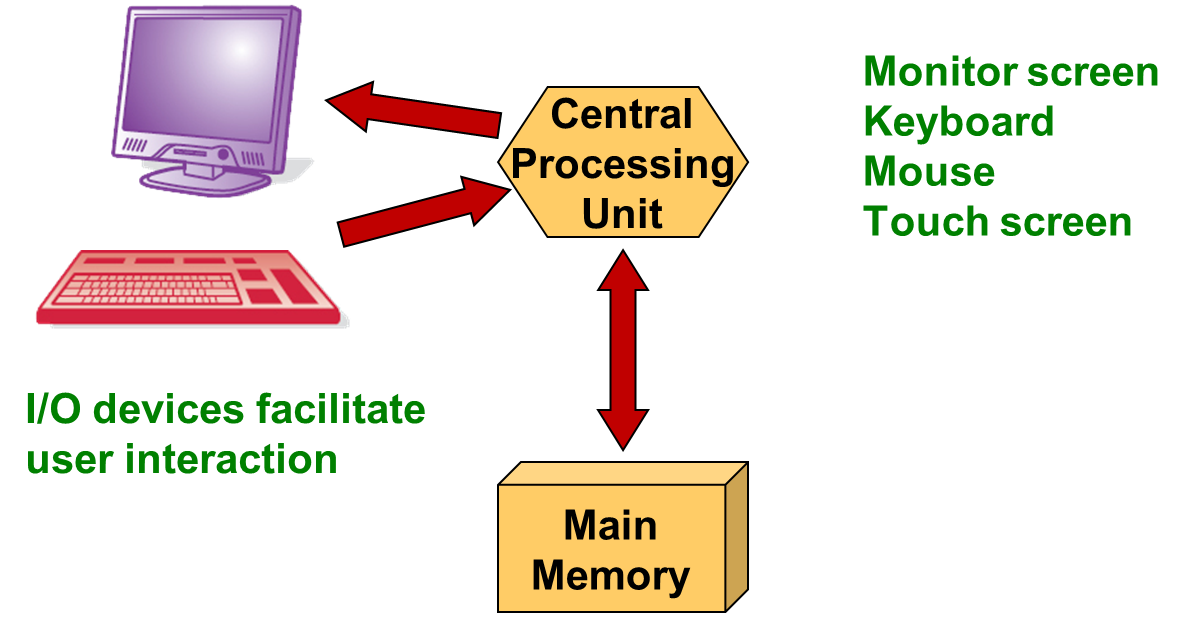 Central
Processing
Unit
Monitor screen
Keyboard
Mouse
Touch screen
I/O devices facilitate
user interaction
Main
Memory